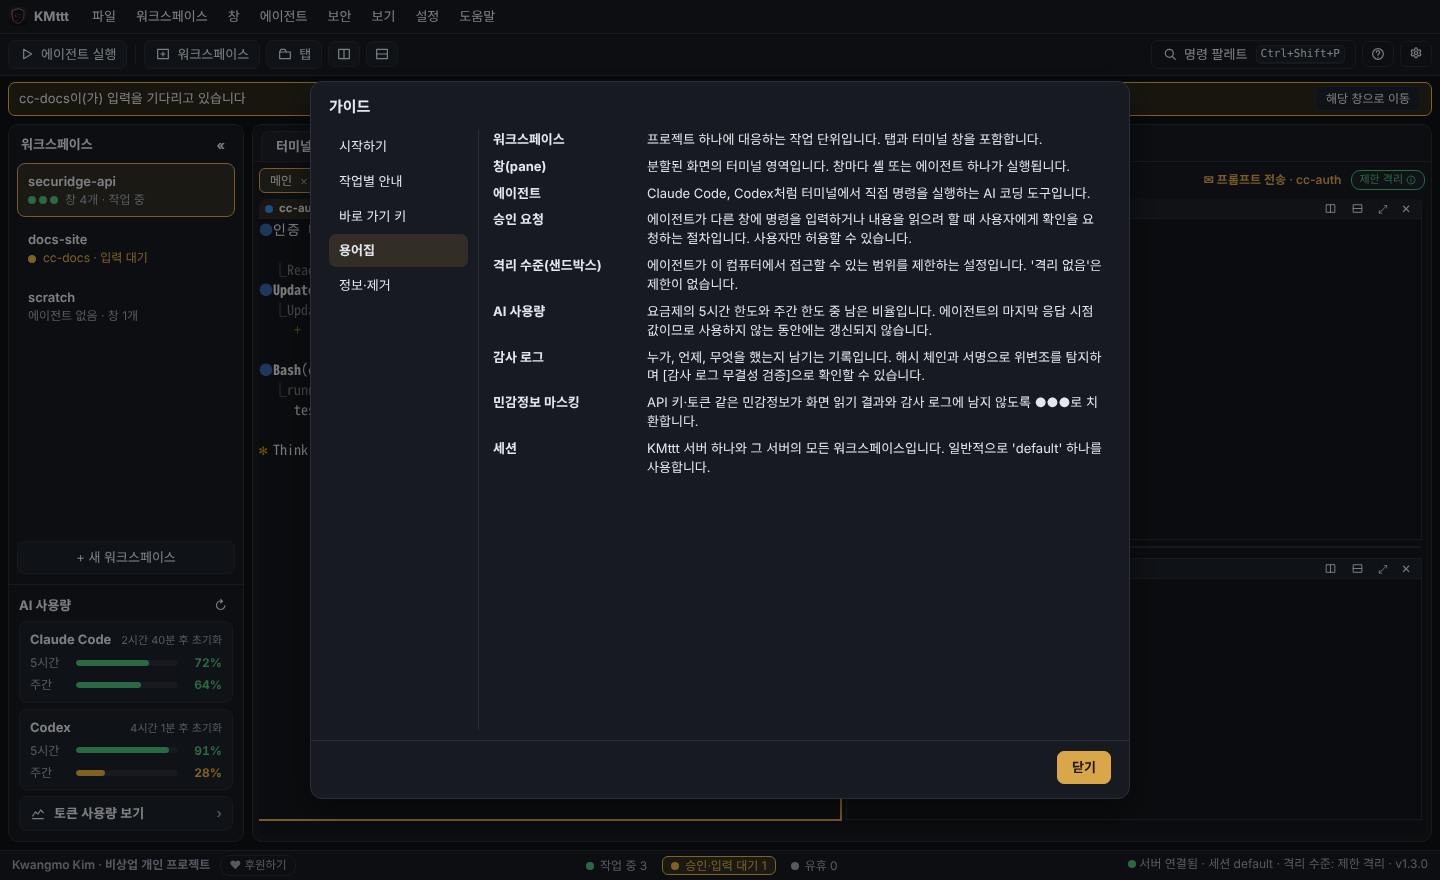 KMttt 파일 워크스페이스 창 에이전트 보안 보기 설정 도움말
에이전트 실행 워크스페이스 탭 명령 팔레트 Ctrl+Shift+P
cc-docs이(가) 입력을 기다리고 있습니다 해당 창으로 이동
워크스페이스 «
securidge-api
창 4개 · 작업 중
docs-site
cc-docs · 입력 대기
scratch
에이전트 없음 · 창 1개
+ 새 워크스페이스
AI 사용량
Claude Code 2시간 40분 후 초기화
5시간 72%
주간 64%
Codex 4시간 1분 후 초기화
5시간 91%
주간 28%
토큰 사용량 보기 ›
터미널
메인 ×
✉ 프롬프트 전송 · cc-auth 제한 격리
cc-au
인증
Read
Update
Upda
+
Bash(
runn
tes
✻ Think
가이드
시작하기
작업별 안내
바로 가기 키
용어집
정보·제거
워크스페이스 프로젝트 하나에 대응하는 작업 단위입니다. 탭과 터미널 창을 포함합니다.
창(pane) 분할된 화면의 터미널 영역입니다. 창마다 셸 또는 에이전트 하나가 실행됩니다.
에이전트 Claude Code, Codex처럼 터미널에서 직접 명령을 실행하는 AI 코딩 도구입니다.
승인 요청 에이전트가 다른 창에 명령을 입력하거나 내용을 읽으려 할 때 사용자에게 확인을 요
청하는 절차입니다. 사용자만 허용할 수 있습니다.
격리 수준(샌드박스) 에이전트가 이 컴퓨터에서 접근할 수 있는 범위를 제한하는 설정입니다. '격리 없음'은
제한이 없습니다.
AI 사용량 요금제의 5시간 한도와 주간 한도 중 남은 비율입니다. 에이전트의 마지막 응답 시점
값이므로 사용하지 않는 동안에는 갱신되지 않습니다.
감사 로그 누가, 언제, 무엇을 했는지 남기는 기록입니다. 해시 체인과 서명으로 위변조를 탐지하
며 [감사 로그 무결성 검증]으로 확인할 수 있습니다.
민감정보 마스킹 API 키·토큰 같은 민감정보가 화면 읽기 결과와 감사 로그에 남지 않도록 ●●●로 치
환합니다.
세션 KMttt 서버 하나와 그 서버의 모든 워크스페이스입니다. 일반적으로 'default' 하나를
사용합니다.
닫기
Kwangmo Kim · 비상업 개인 프로젝트 ♥ 후원하기 작업 중 3 승인·입력 대기 1 유휴 0 서버 연결됨 · 세션 default · 격리 수준: 제한 격리 · v1.3.0